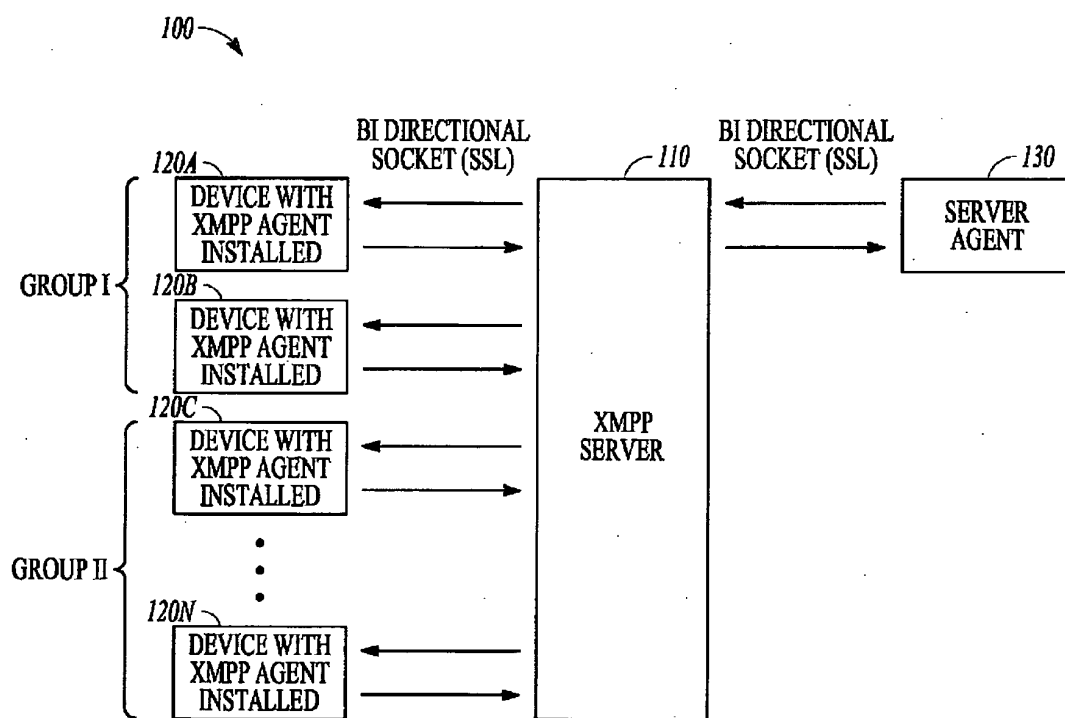 100
BI DIRECTIONAL
SOCKET (SSL)
BI DIRECTIONAL
SOCKET (SSL)
120A
110
130
DEVICE WITH
XMPP AGENT
INSTALLED
SERVER
AGENT
GROUP I
120B
DEVICE WITH
XMPP AGENT
INSTALLED
120C
DEVICE WITH
XMPP AGENT
INSTALLED
XMPP
SERVER
GROUP II
120N
DEVICE WITH
XMPP AGENT
INSTALLED